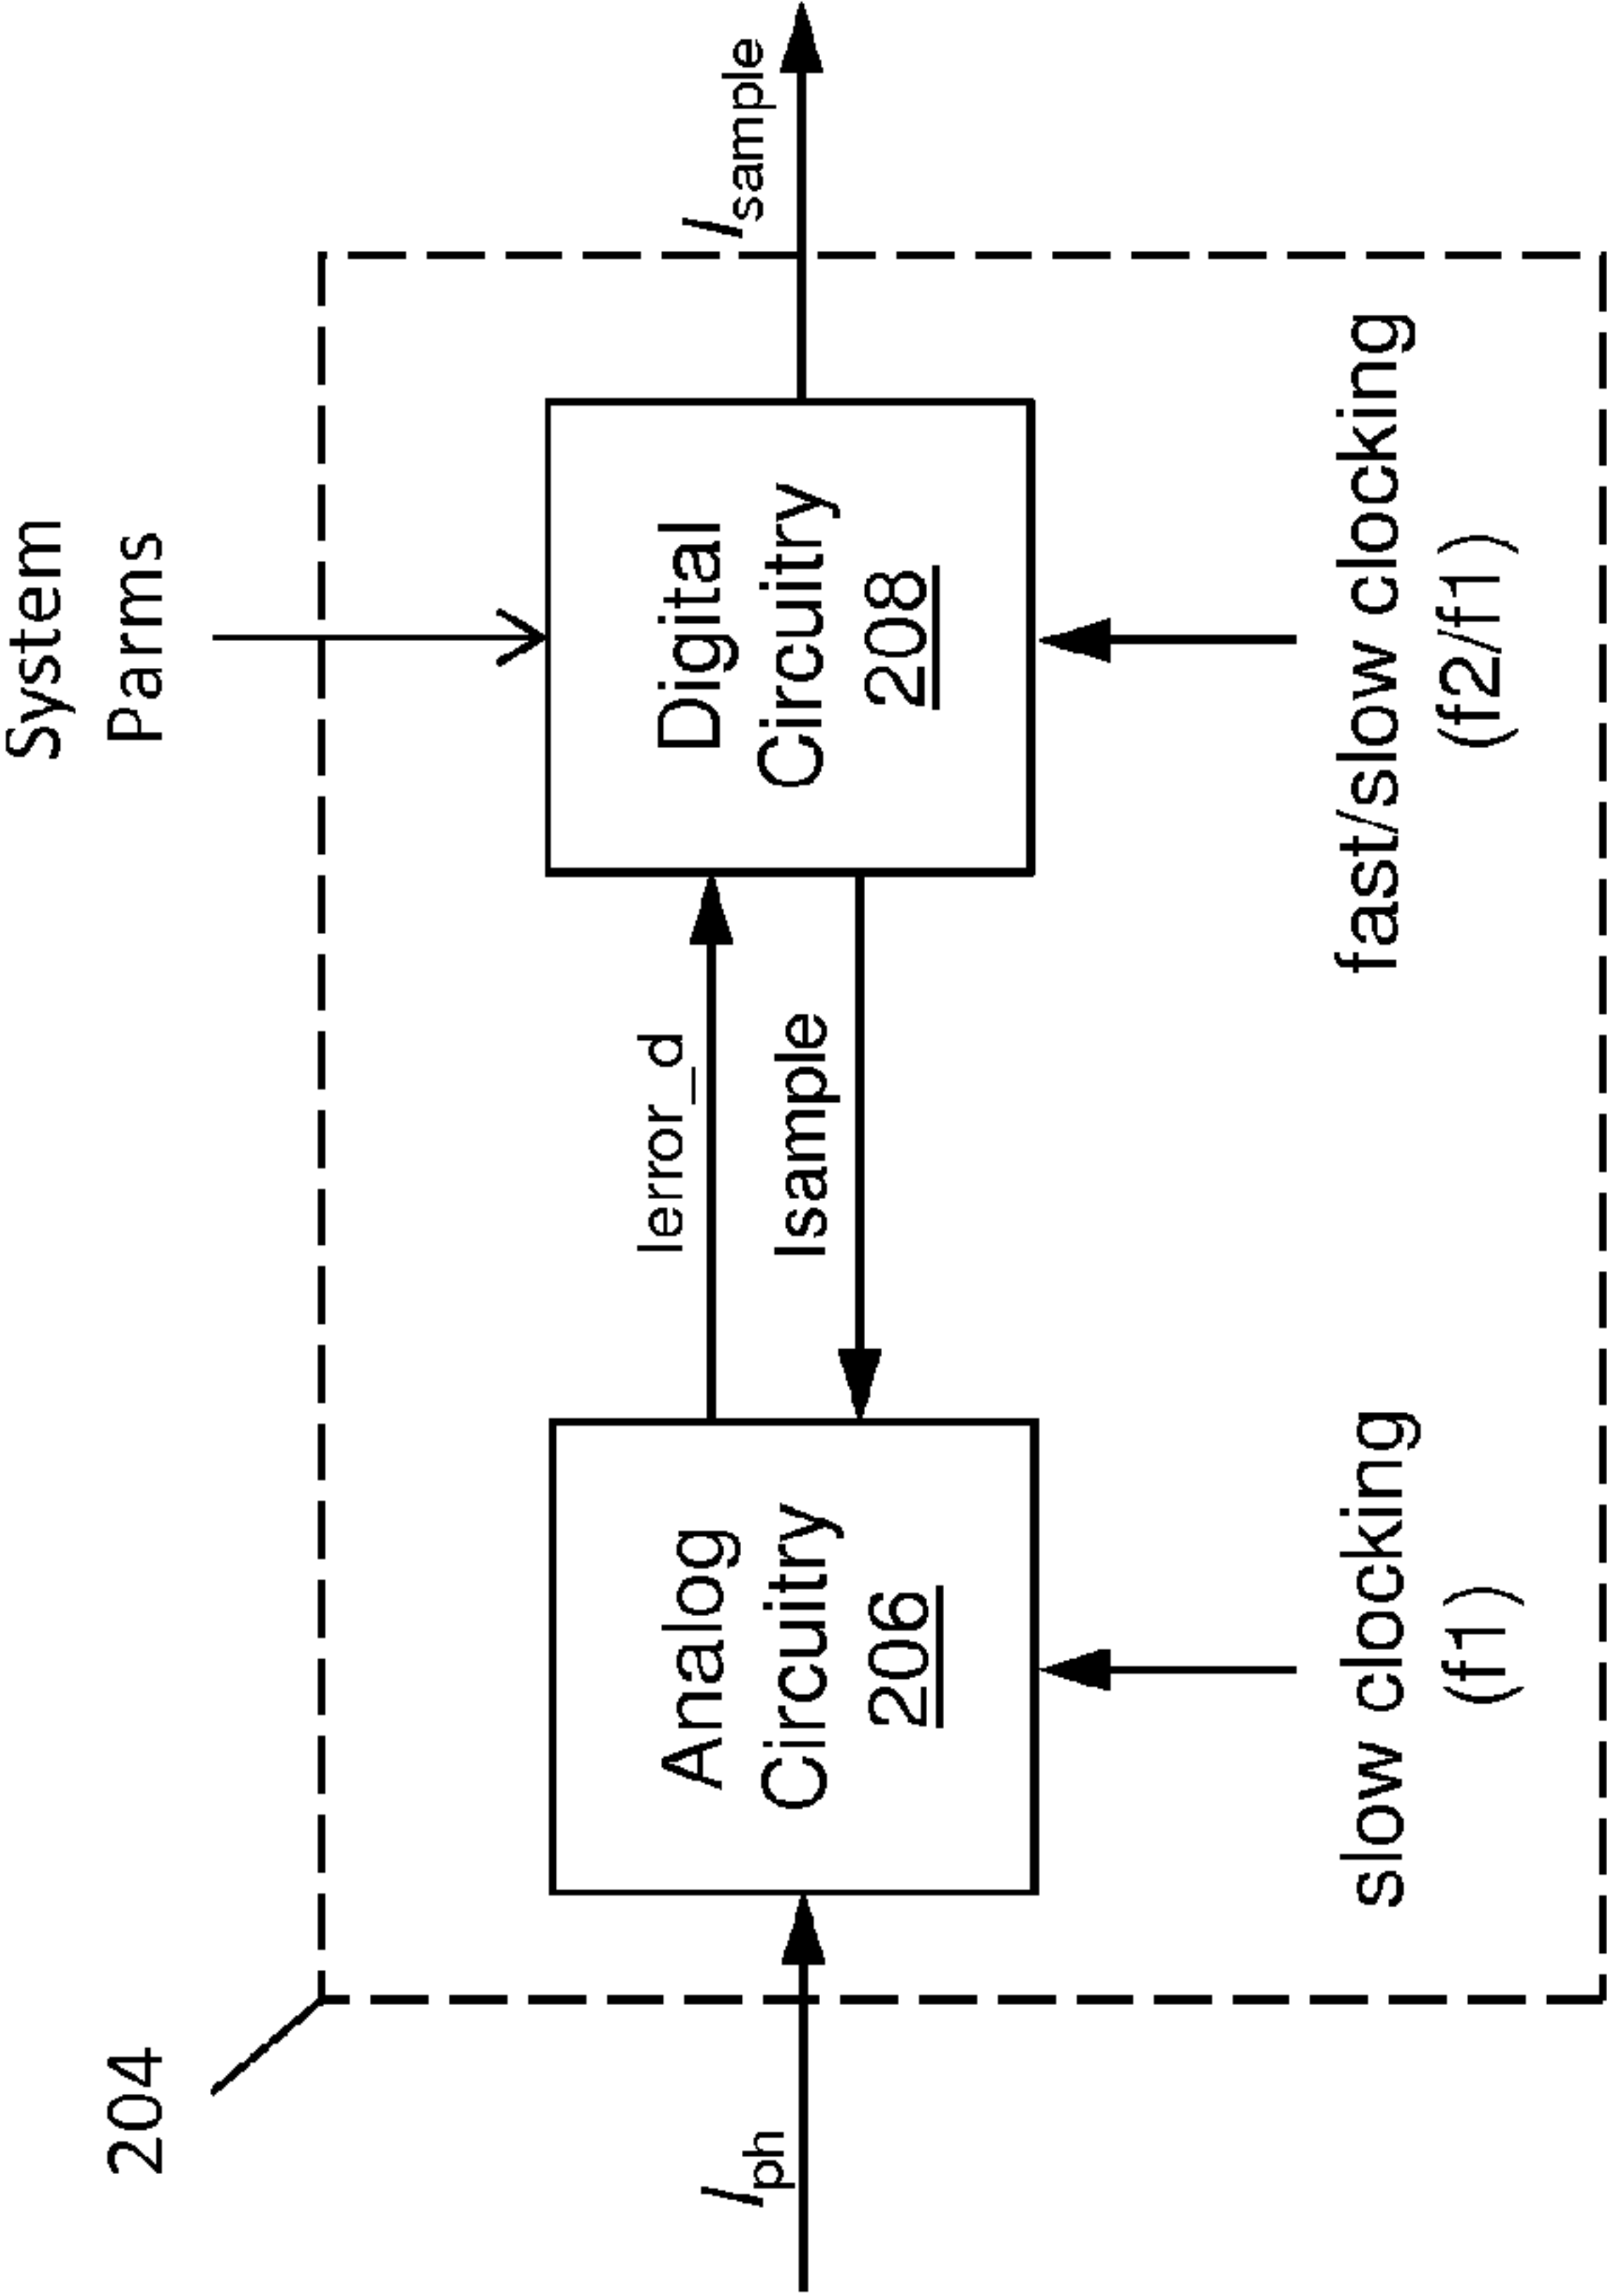 204
System
Parms
I_ph
Analog
Circuitry
206
Ierror_d
Isample
Digital
Circuitry
208
I_sample
slow clocking
(f1)
fast/slow clocking
(f2/f1)